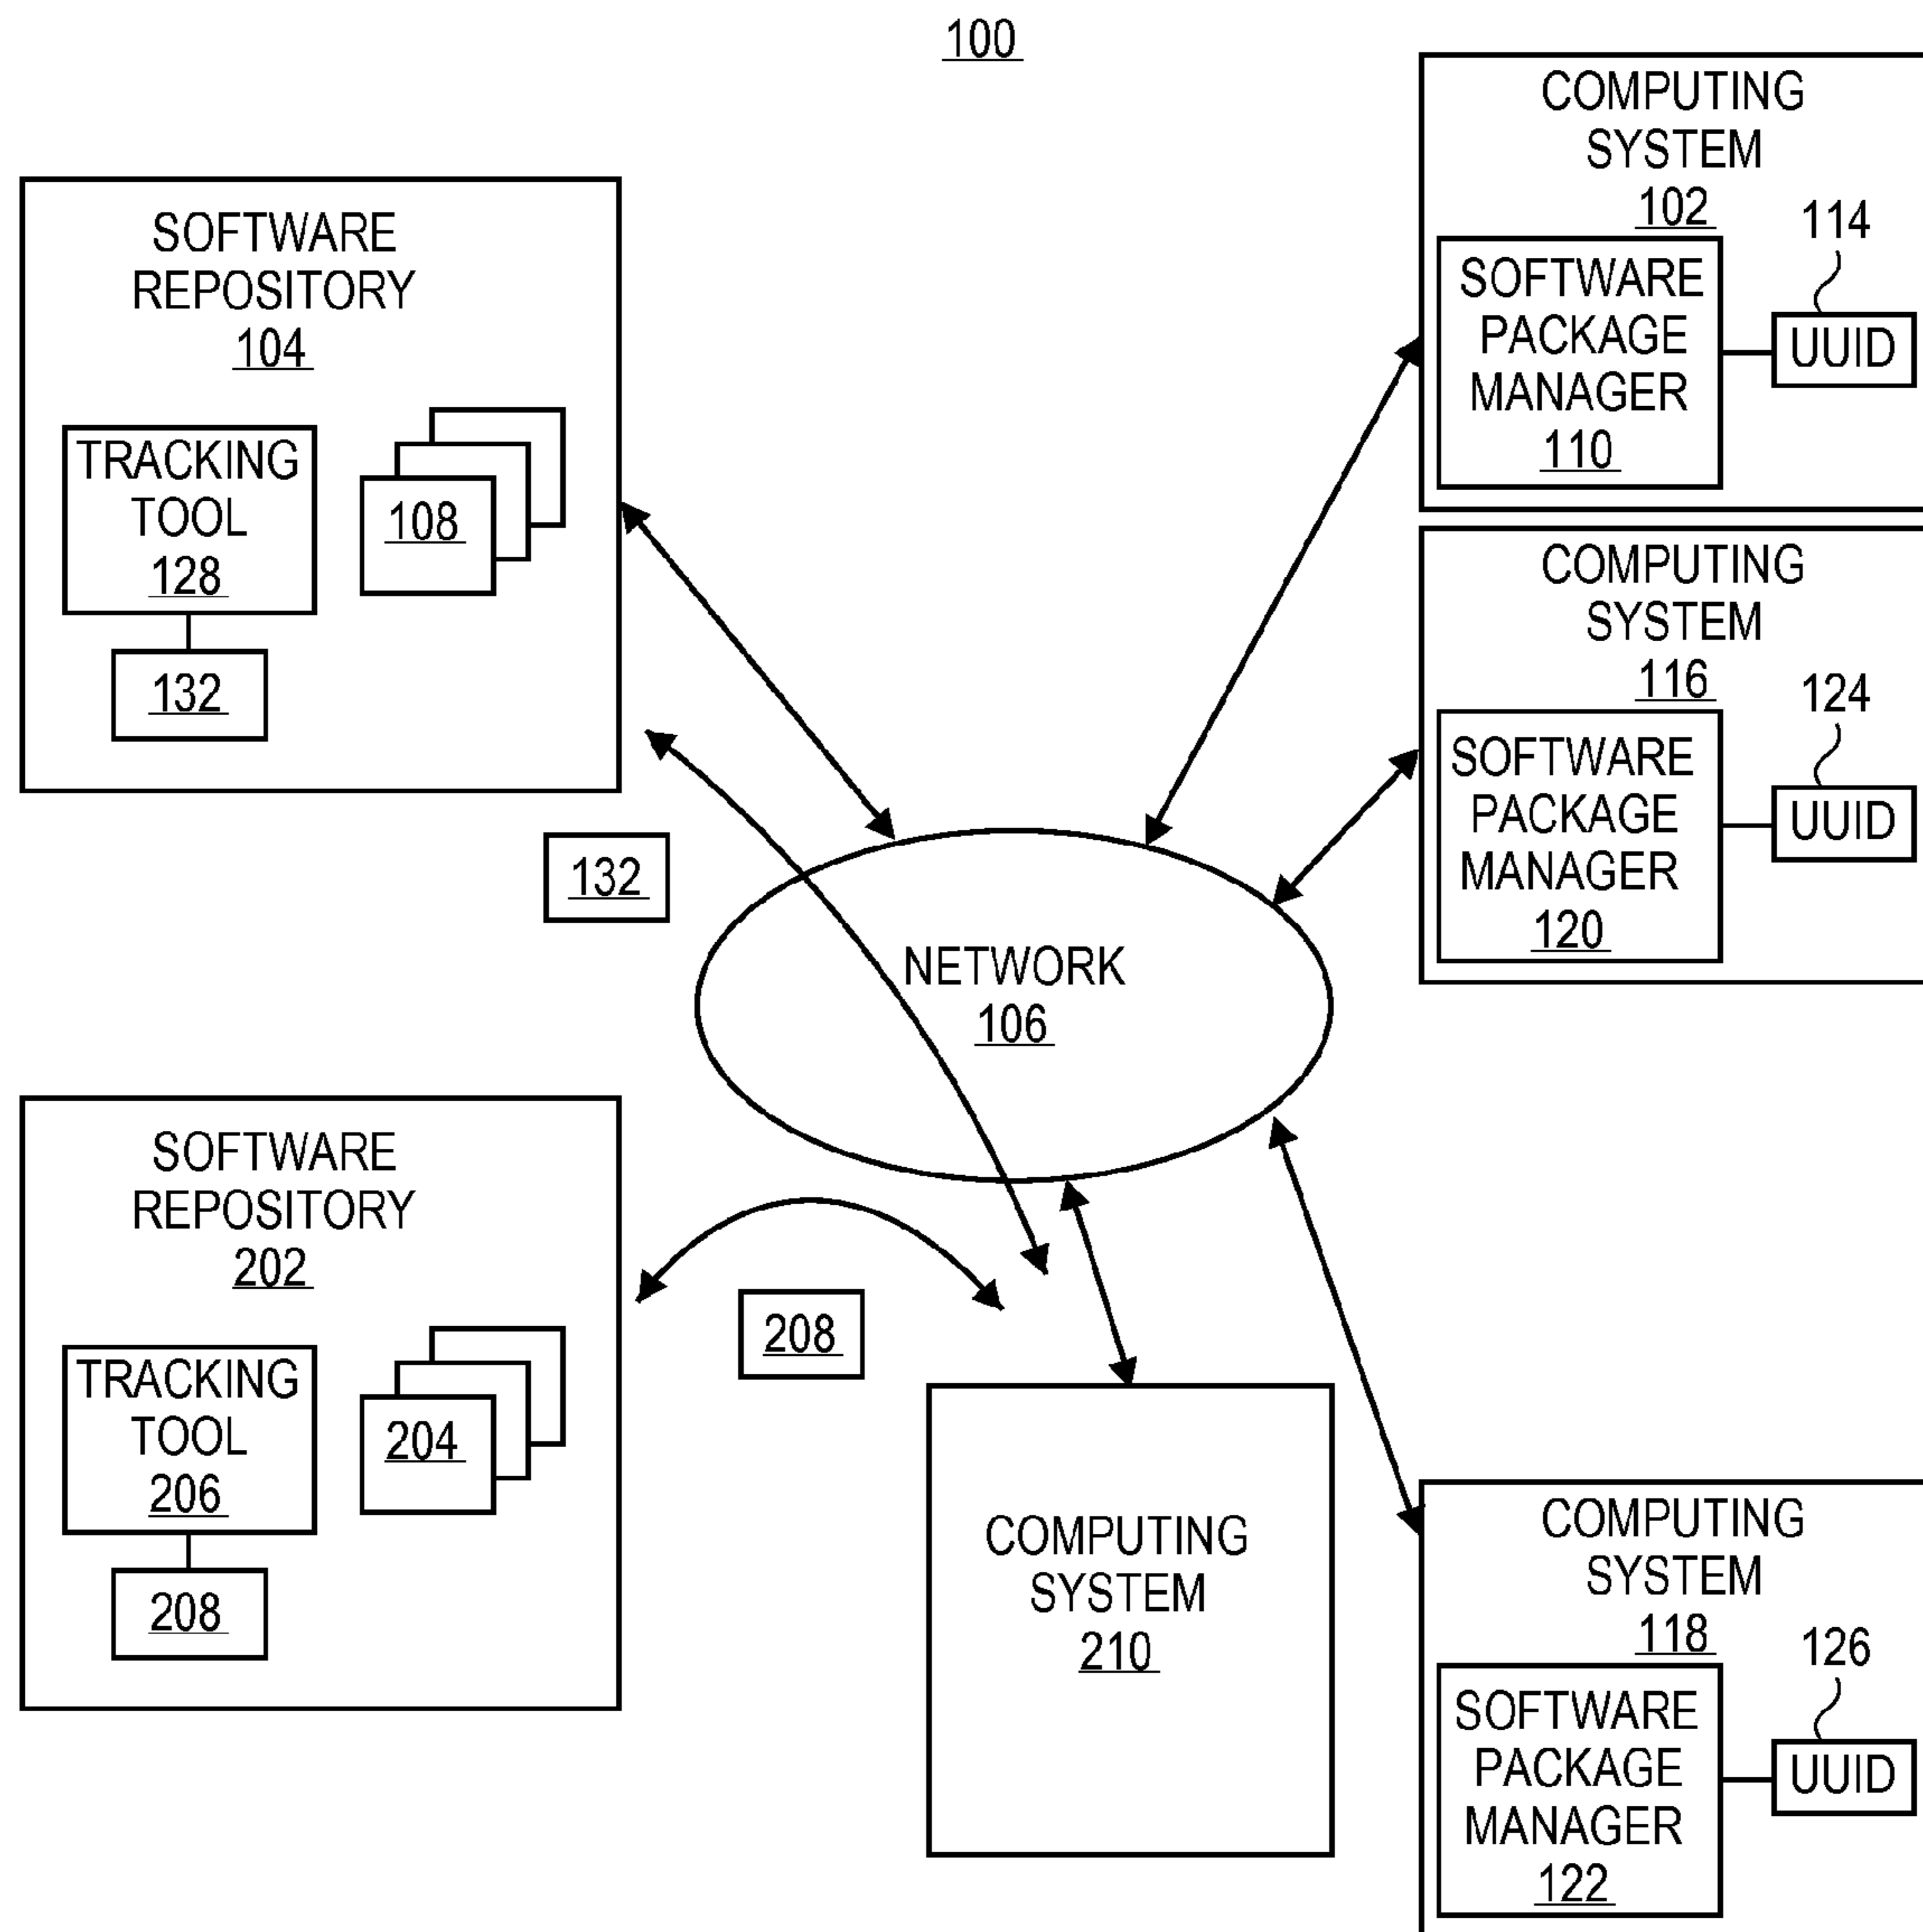 100
SOFTWARE
REPOSITORY
104
TRACKING
TOOL
128
108
132
COMPUTING
SYSTEM
102
114
SOFTWARE
PACKAGE
MANAGER
110
UUID
COMPUTING
SYSTEM
116
124
SOFTWARE
PACKAGE
MANAGER
120
UUID
132
NETWORK
106
SOFTWARE
REPOSITORY
202
TRACKING
TOOL
206
204
208
208
COMPUTING
SYSTEM
210
COMPUTING
SYSTEM
118
126
SOFTWARE
PACKAGE
MANAGER
122
UUID